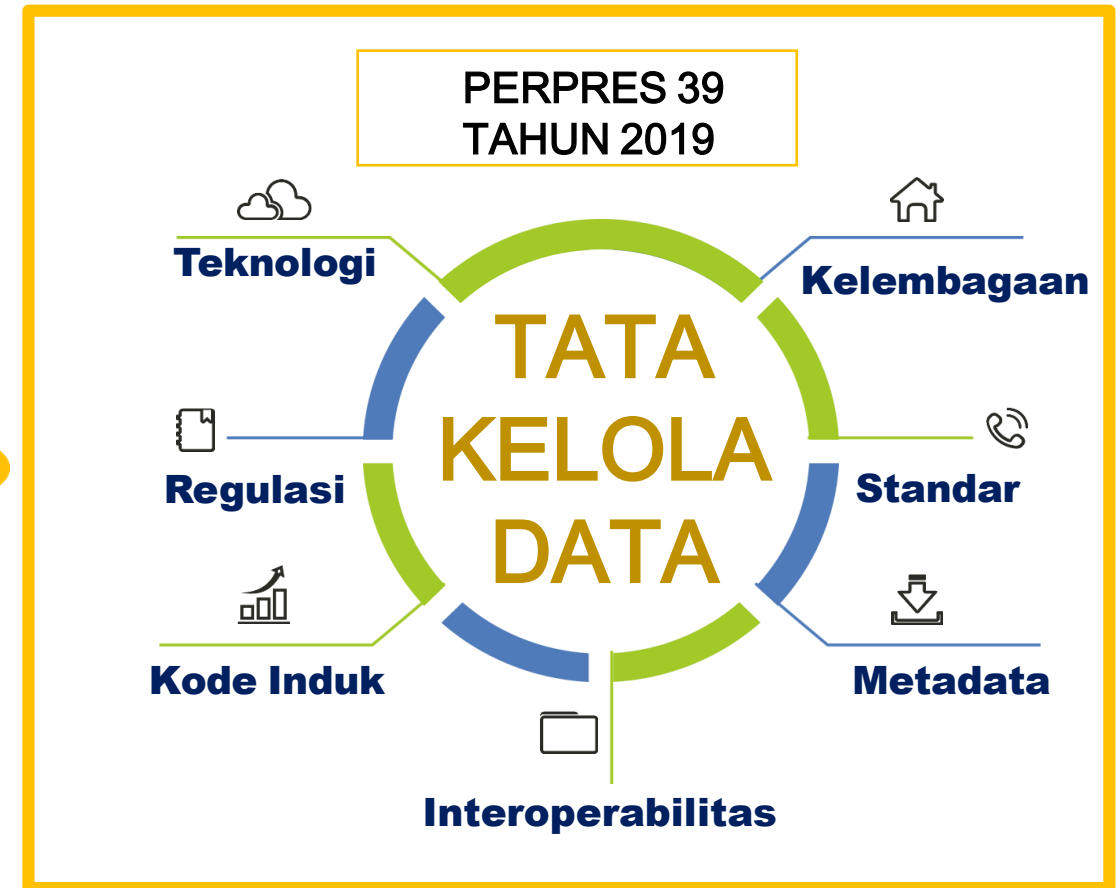 PERPRES 39
TAHUN 2019
Teknologi
Kelembagaan
TATA
KELOLA
DATA
Regulasi
Standar
Kode Induk
Metadata
Interoperabilitas